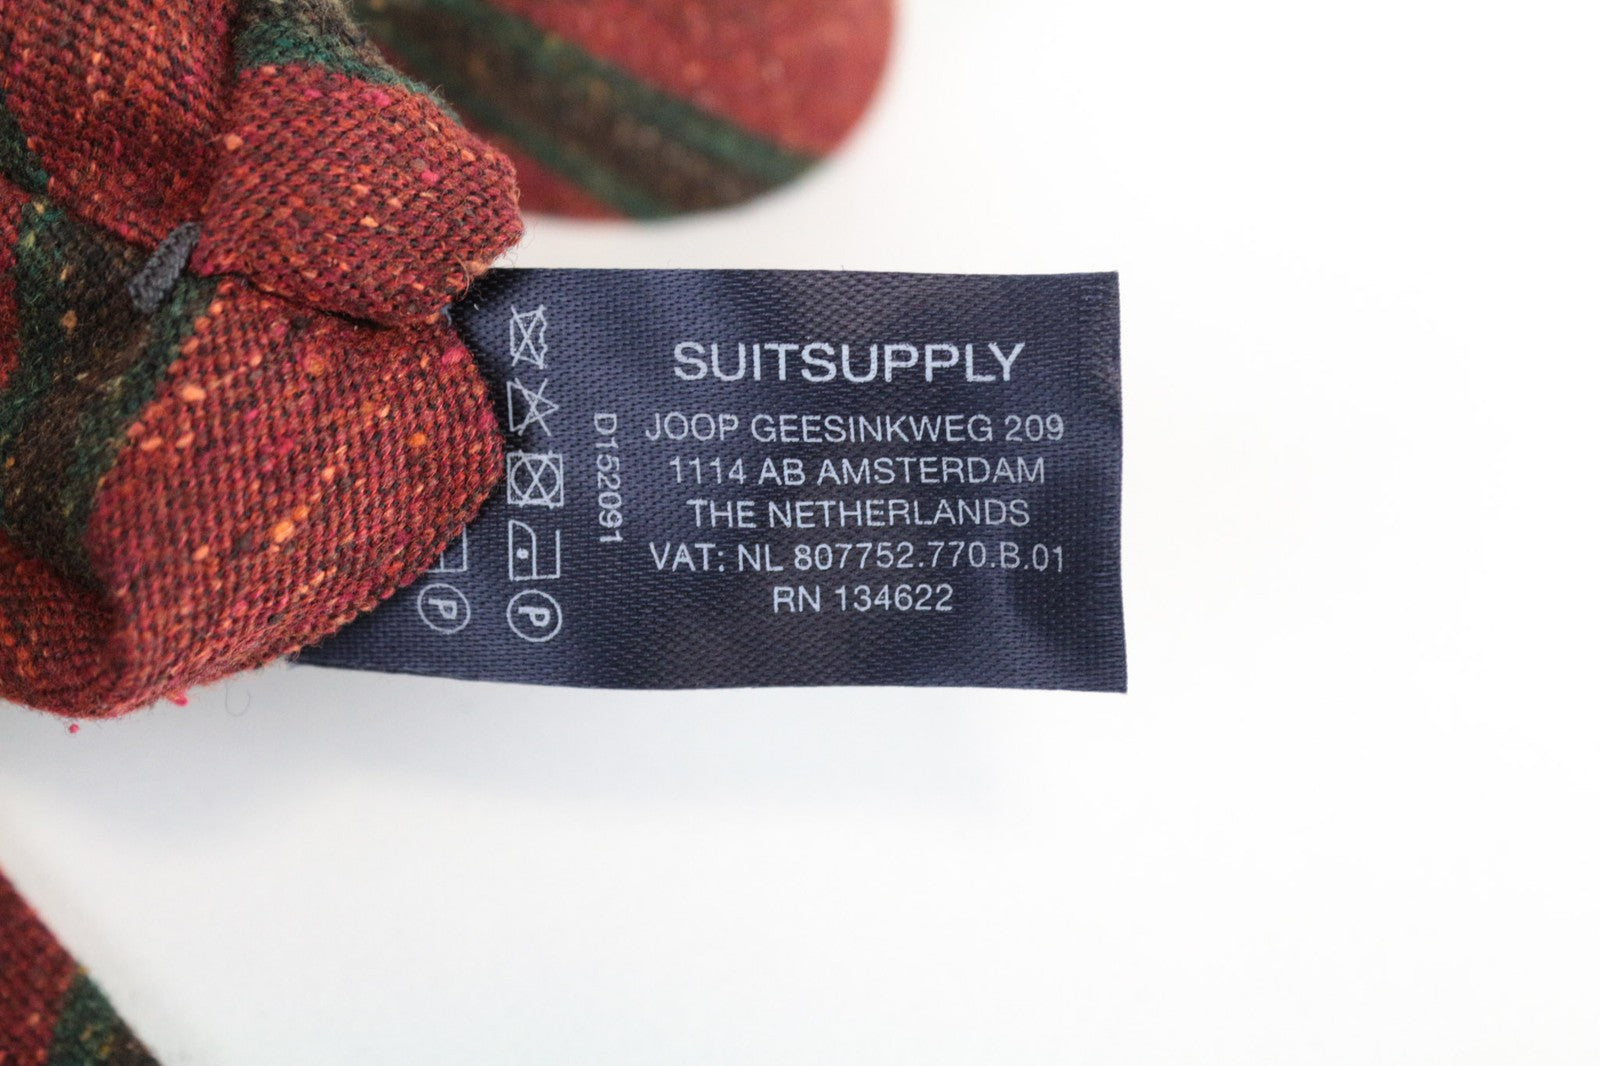 SUITSUPPLY
JOOP GEESINKWEG 209
1114 AB AMSTERDAM
THE NETHERLANDS
VAT: NL 807752.770.B.01
RN 134622
D152091
P
P